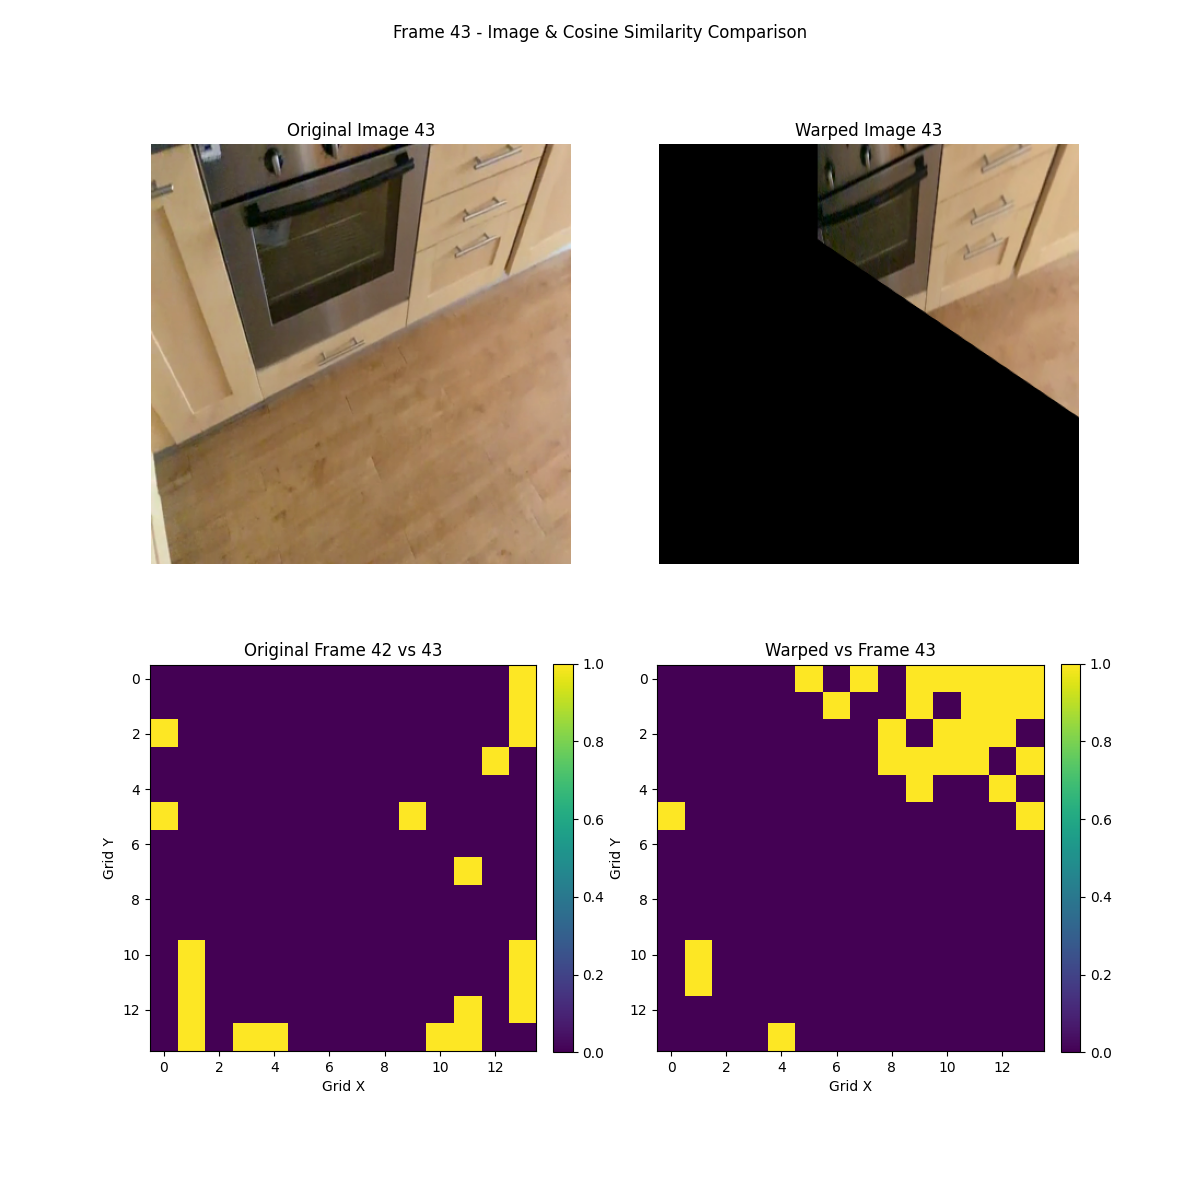 Frame 43 - Image & Cosine Similarity Comparison
Original Image 43
Warped Image 43
Original Frame 42 vs 43
Warped vs Frame 43
0
2
4
6
8
10
12
Grid Y
0 2 4 6 8 10 12
Grid X
1.0
0.8
0.6
0.4
0.2
0.0
0
2
4
6
8
10
12
Grid Y
0 2 4 6 8 10 12
Grid X
1.0
0.8
0.6
0.4
0.2
0.0